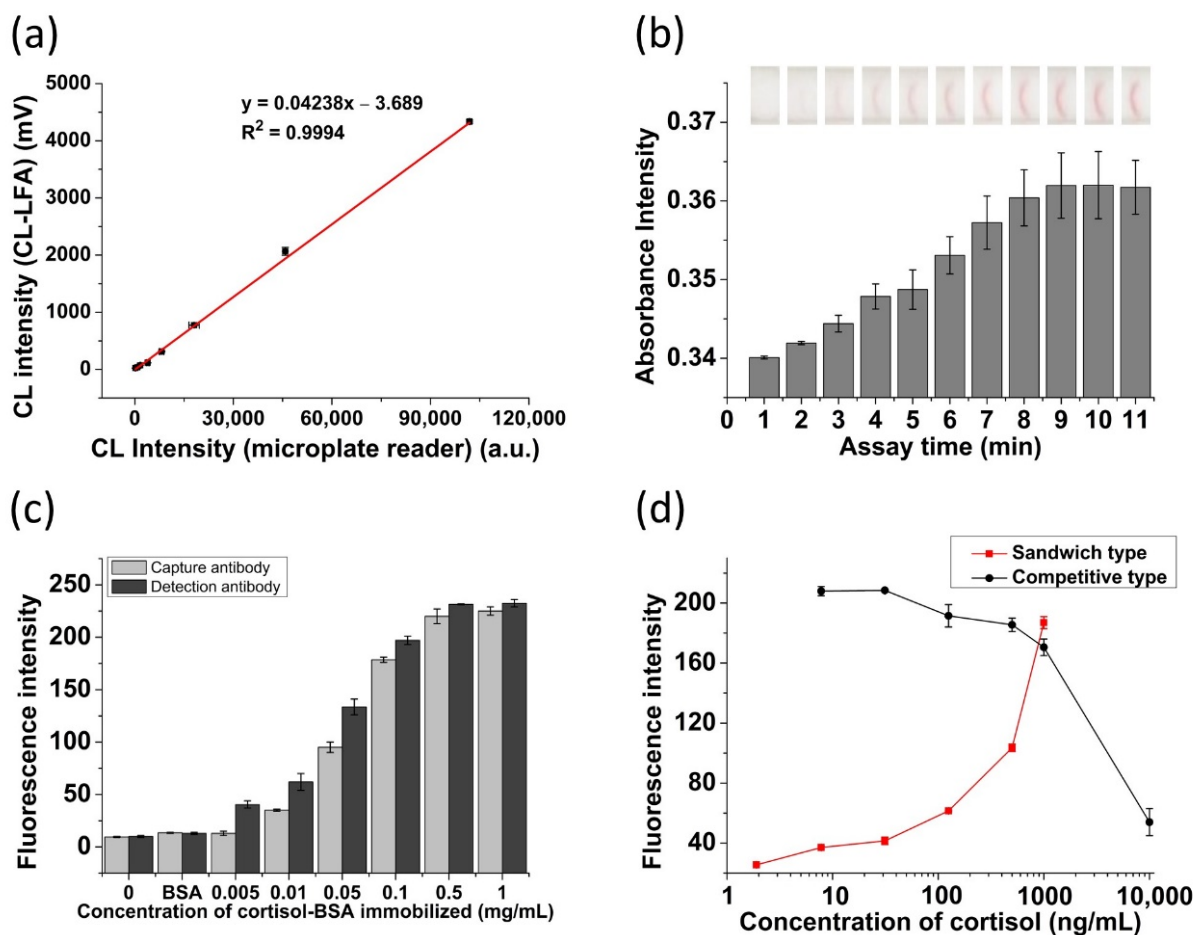 (a)
y = 0.04238x – 3.689
R² = 0.9994
CL intensity (CL-LFA) (mV)
5000
4000
3000
2000
1000
0
0
30,000
60,000
90,000
120,000
CL Intensity (microplate reader) (a.u.)
(b)
Absorbance Intensity
0.37
0.36
0.35
0.34
0
1
2
3
4
5
6
7
8
9
10
11
Assay time (min)
(c)
Capture antibody
Detection antibody
Fluorescence intensity
250
200
150
100
50
0
0
BSA
0.005
0.01
0.05
0.1
0.5
1
Concentration of cortisol-BSA immobilized (mg/mL)
(d)
Sandwich type
Competitive type
Fluorescence intensity
200
160
120
80
40
1
10
100
1000
10,000
Concentration of cortisol (ng/mL)